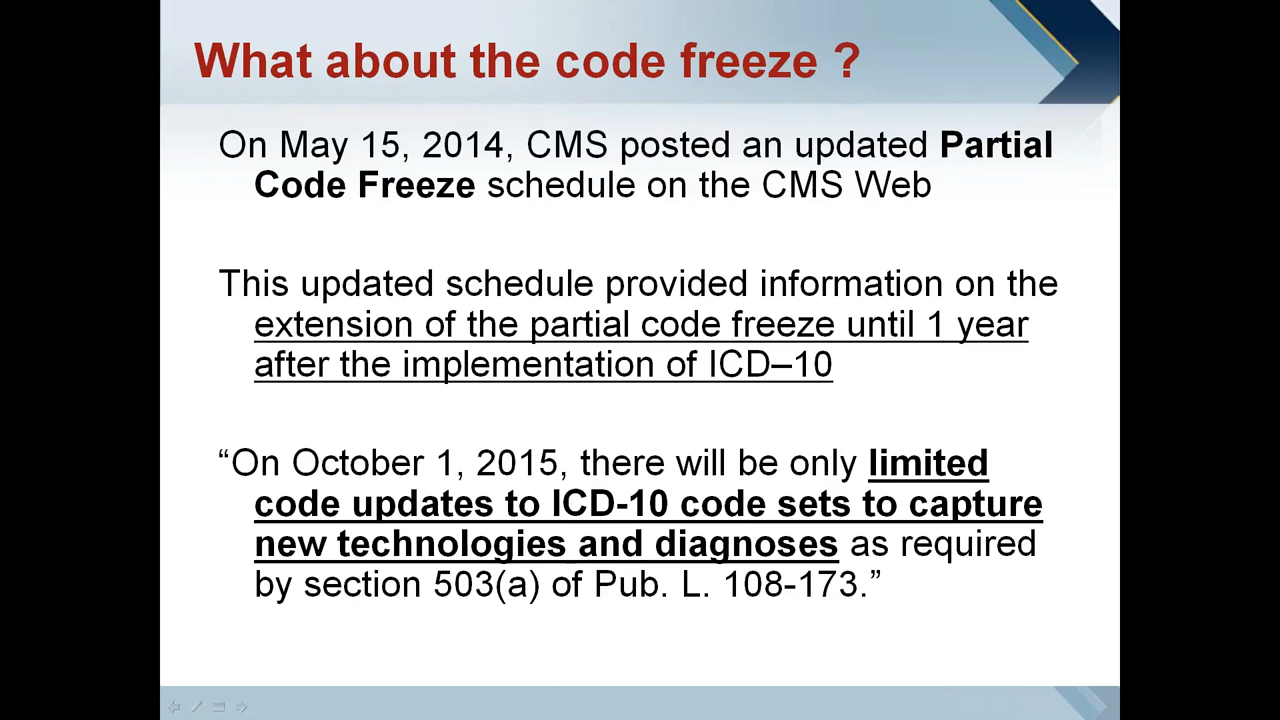 What about the code freeze ?
On May 15, 2014, CMS posted an updated Partial
Code Freeze schedule on the CMS Web
This updated schedule provided information on the
extension of the partial code freeze until 1 year
after the implementation of ICD–10
“On October 1, 2015, there will be only limited
code updates to ICD-10 code sets to capture
new technologies and diagnoses as required
by section 503(a) of Pub. L. 108-173.”